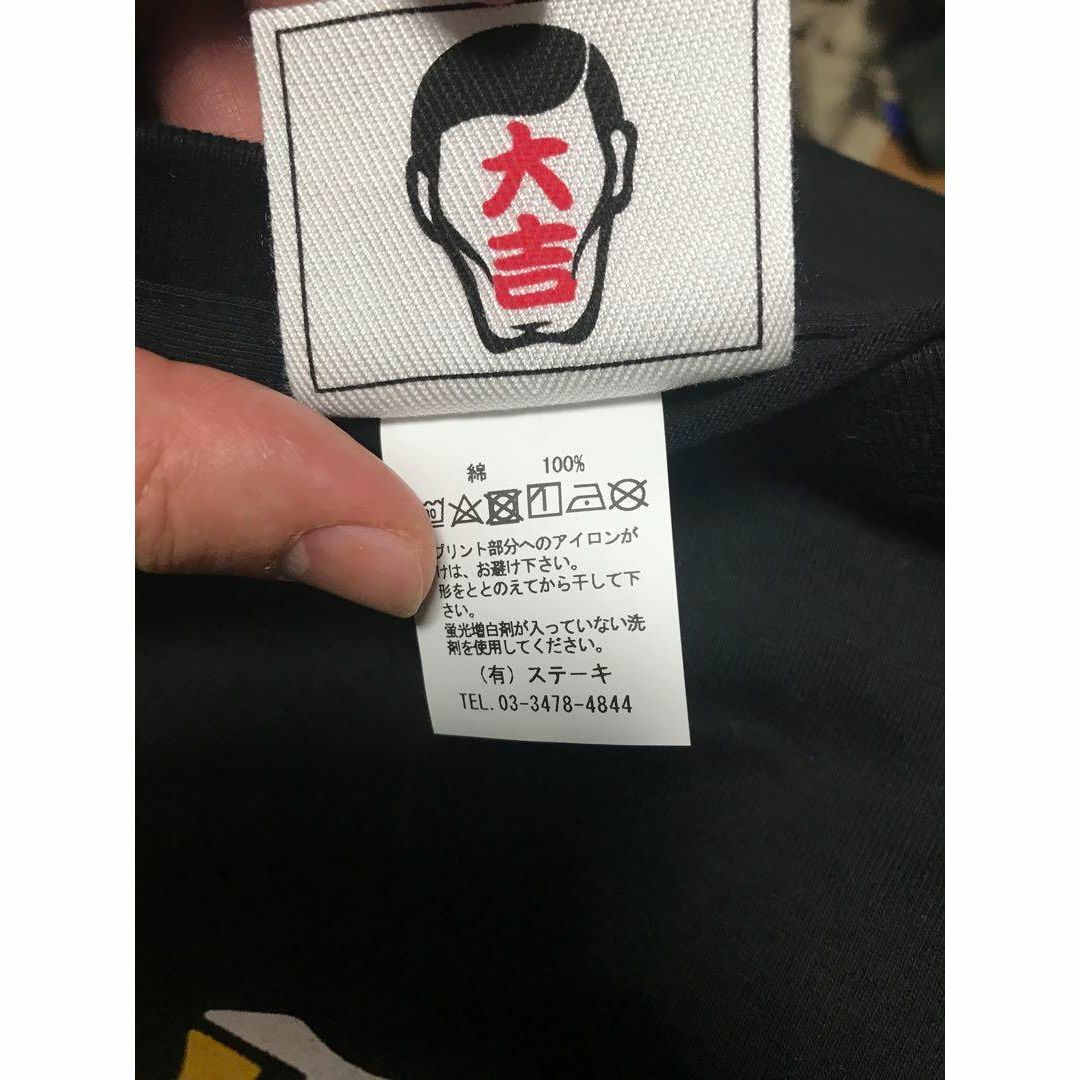 大
吉
綿 100%
プリント部分へのアイロンが
けは、お避け下さい。
形をととのえてから干して下
さい。
蛍光増白剤が入っていない洗
剤を使用してください。
(有) ステーキ
TEL. 03-3478-4844